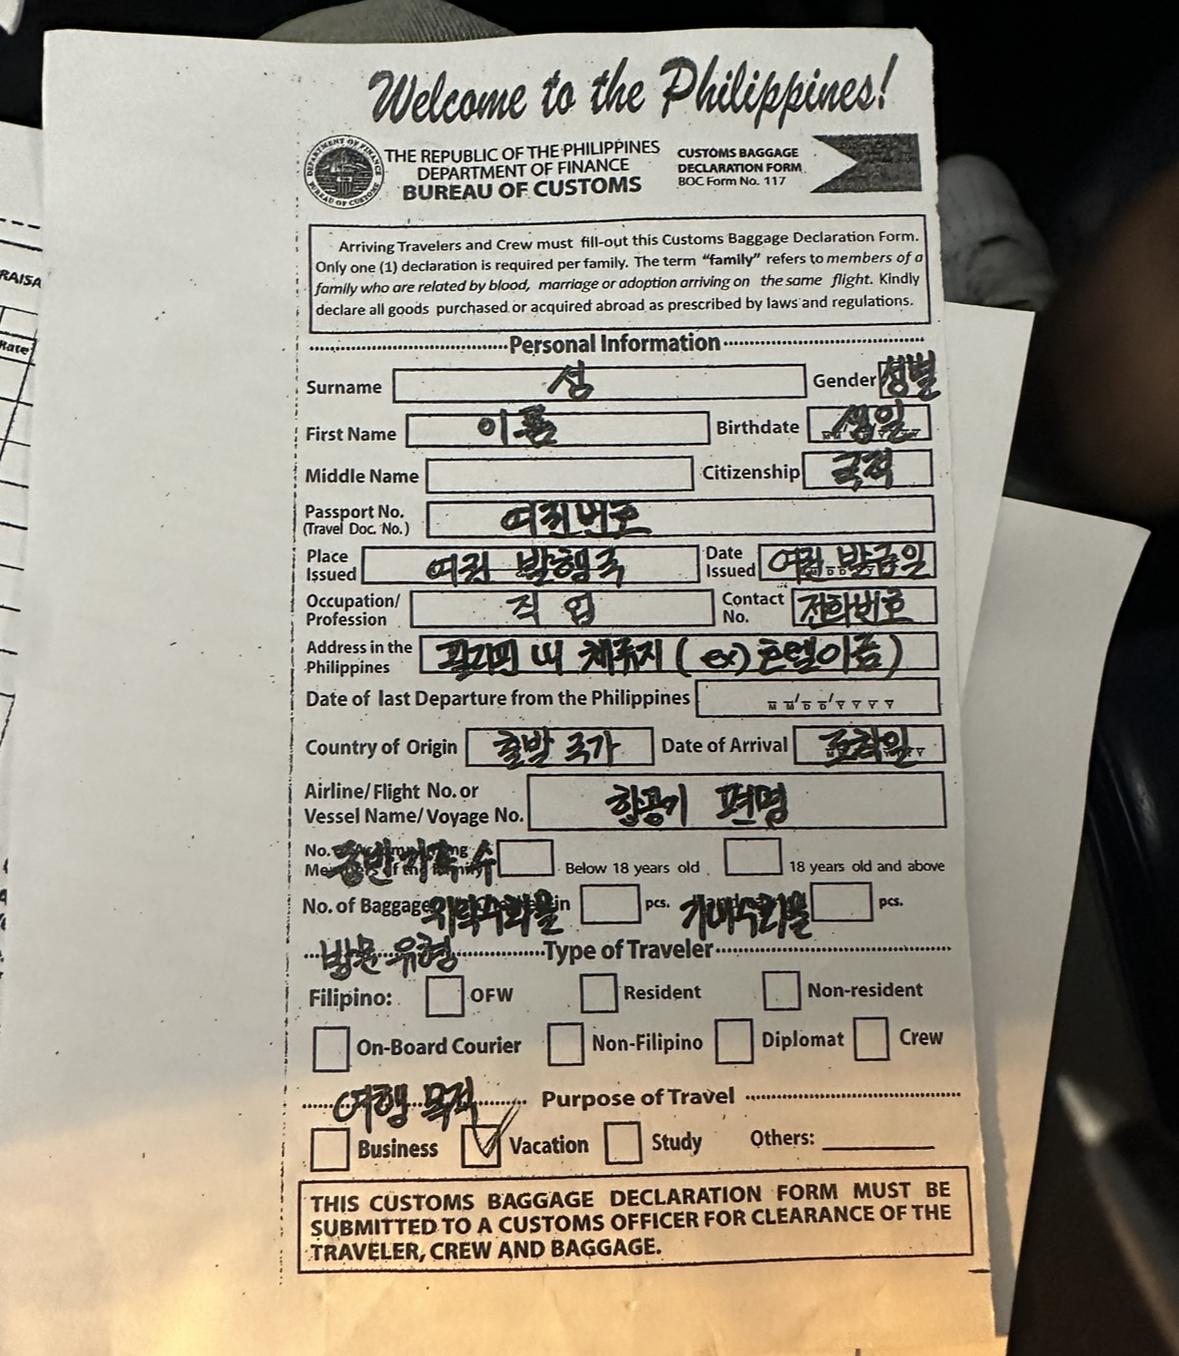 Welcome to the Philippines!
DEPARTMENT OF FINANCE
BUREAU OF CUSTOMS
THE REPUBLIC OF THE PHILIPPINES
DEPARTMENT OF FINANCE
BUREAU OF CUSTOMS
CUSTOMS BAGGAGE
DECLARATION FORM
BOC Form No. 117
Arriving Travelers and Crew must fill-out this Customs Baggage Declaration Form.
Only one (1) declaration is required per family. The term "family" refers to members of a
family who are related by blood, marriage or adoption arriving on the same flight. Kindly
declare all goods purchased or acquired abroad as prescribed by laws and regulations.
Personal Information
Surname 성 Gender 성별
First Name 이름 Birthdate 생일
Middle Name Citizenship 국적
Passport No. 여권번호
(Travel Doc. No.)
Place Issued 여권 발행국 Date Issued 여권 발급일
Occupation/ Profession 직업 Contact No. 전화번호
Address in the Philippines 필리핀 내 체류지 (ex) 호텔이름)
Date of last Departure from the Philippines M M / D D / Y Y Y Y
Country of Origin 출발 국가 Date of Arrival 도착일
Airline/Flight No. or
Vessel Name/Voyage No. 항공기 편명
No. 동반가족 수 Below 18 years old 18 years old and above
No. of Baggage 위탁수화물 in pcs. 기내수화물 pcs.
방문 유형 Type of Traveler
Filipino: OFW Resident Non-resident
On-Board Courier Non-Filipino Diplomat Crew
여행 목적 Purpose of Travel
Business Vacation Study Others:
THIS CUSTOMS BAGGAGE DECLARATION FORM MUST BE
SUBMITTED TO A CUSTOMS OFFICER FOR CLEARANCE OF THE
TRAVELER, CREW AND BAGGAGE.
RAISA
Rate